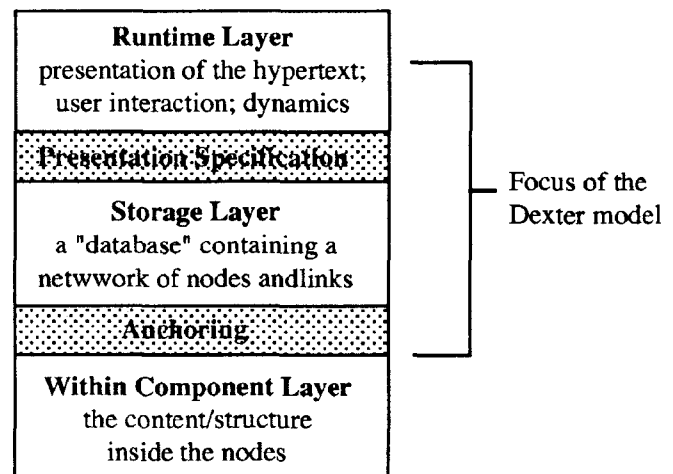 Runtime Layer
presentation of the hypertext;
user interaction; dynamics
Presentation Specification
Storage Layer
a "database" containing a
netwwork of nodes andlinks
Anchoring
Within Component Layer
the content/structure
inside the nodes
Focus of the
Dexter model